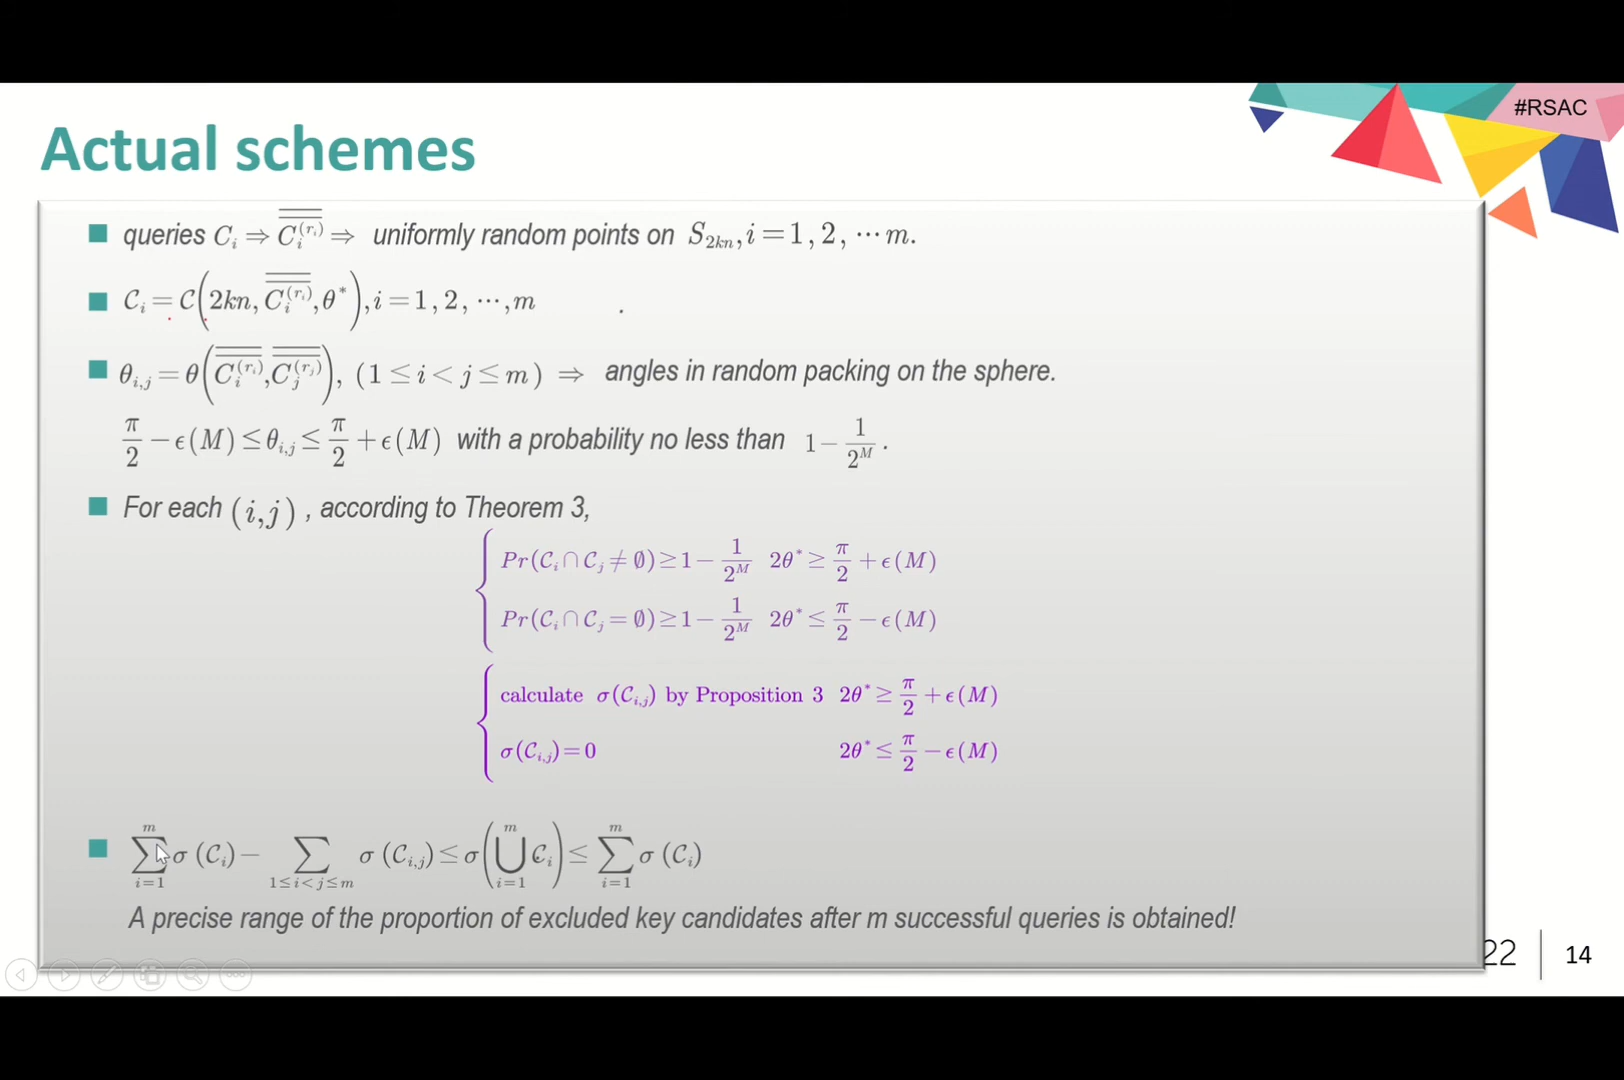 #RSAC
Actual schemes
queries C_i ⇒ \overline{\overline{C_i^{(r_i)}}} ⇒ uniformly random points on S_{2kn}, i = 1, 2, ⋯ m.
𝒞_i = 𝒞(2kn, \overline{\overline{C_i^{(r_i)}}}, θ^*), i = 1, 2, ⋯, m .
θ_{i,j} = θ(\overline{\overline{C_i^{(r_i)}}}, \overline{\overline{C_j^{(r_j)}}}), (1 ≤ i < j ≤ m) ⇒ angles in random packing on the sphere.
π/2 − ϵ(M) ≤ θ_{i,j} ≤ π/2 + ϵ(M) with a probability no less than 1 − 1/2^M .
For each (i,j) , according to Theorem 3,
Pr(𝒞_i ∩ 𝒞_j ≠ ∅) ≥ 1 − 1/2^M 2θ^* ≥ π/2 + ϵ(M)
Pr(𝒞_i ∩ 𝒞_j = ∅) ≥ 1 − 1/2^M 2θ^* ≤ π/2 − ϵ(M)
calculate σ(𝒞_{i,j}) by Proposition 3 2θ^* ≥ π/2 + ϵ(M)
σ(𝒞_{i,j}) = 0 2θ^* ≤ π/2 − ϵ(M)
∑_{i=1}^{m} σ(𝒞_i) − ∑_{1≤i<j≤m} σ(𝒞_{i,j}) ≤ σ(⋃_{i=1}^{m} 𝒞_i) ≤ ∑_{i=1}^{m} σ(𝒞_i)
A precise range of the proportion of excluded key candidates after m successful queries is obtained!
22
14